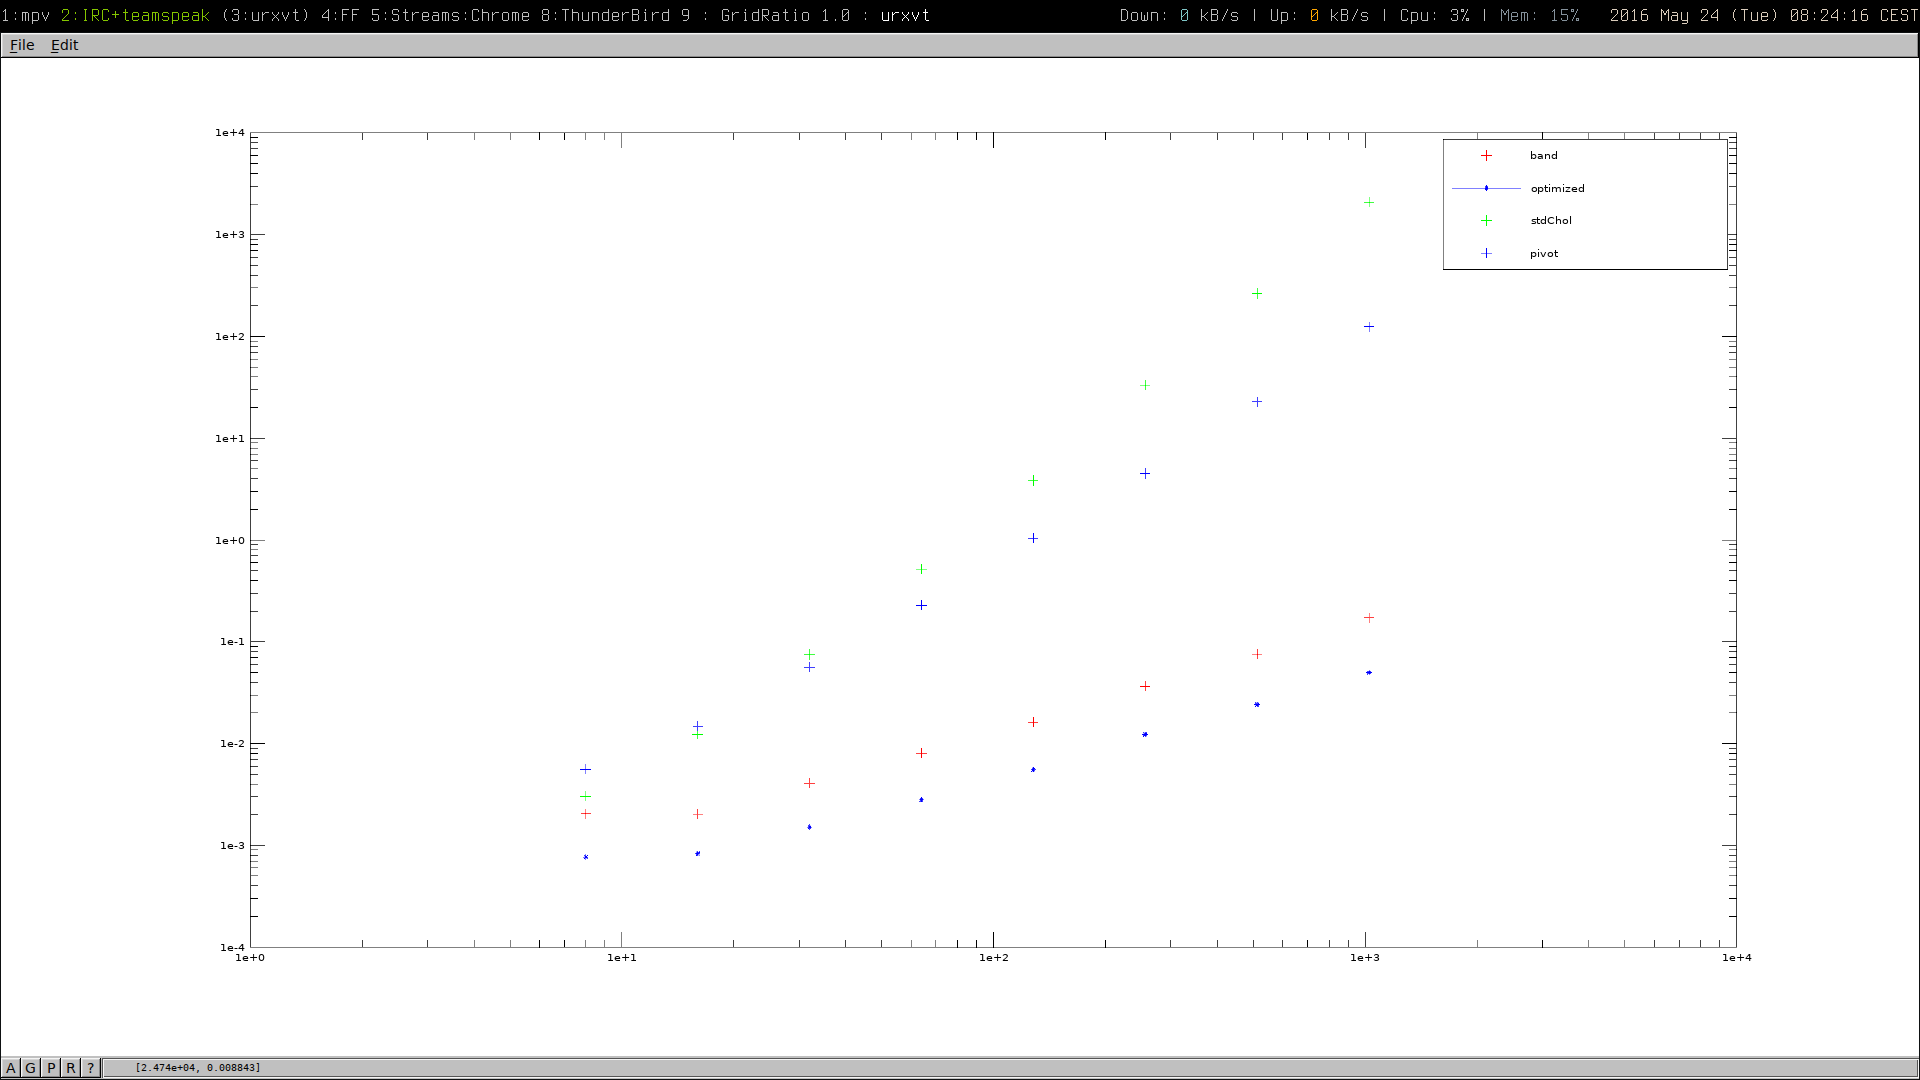 1:mpv 2:IRC+teamspeak (3:urxvt) 4:FF 5:Streams:Chrome 8:ThunderBird 9 : GridRatio 1.0 : urxvt Down: 0 kB/s | Up: 0 kB/s | Cpu: 3% | Mem: 15% 2016 May 24 (Tue) 08:24:16 CEST
File Edit
1e+4
1e+3
1e+2
1e+1
1e+0
1e-1
1e-2
1e-3
1e-4
band
optimized
stdChol
pivot
1e+0 1e+1 1e+2 1e+3 1e+4
A G P R ? [2.474e+04, 0.008843]